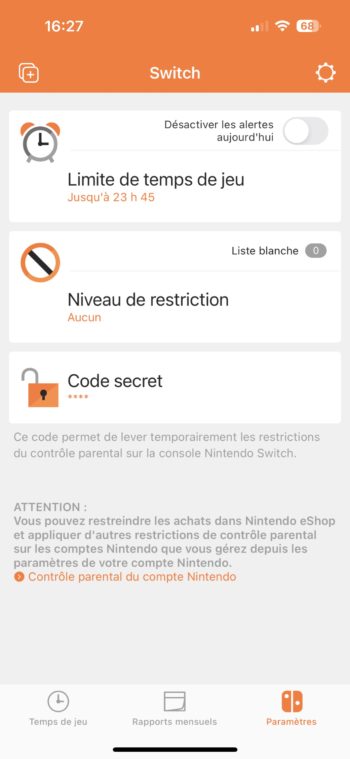 16:27
68
Switch
Désactiver les alertes
aujourd'hui
Limite de temps de jeu
Jusqu'à 23 h 45
Liste blanche 0
Niveau de restriction
Aucun
Code secret
****
Ce code permet de lever temporairement les restrictions
du contrôle parental sur la console Nintendo Switch.
ATTENTION :
Vous pouvez restreindre les achats dans Nintendo eShop
et appliquer d'autres restrictions de contrôle parental
sur les comptes Nintendo que vous gérez depuis les
paramètres de votre compte Nintendo.
Contrôle parental du compte Nintendo
Temps de jeu
Rapports mensuels
Paramètres